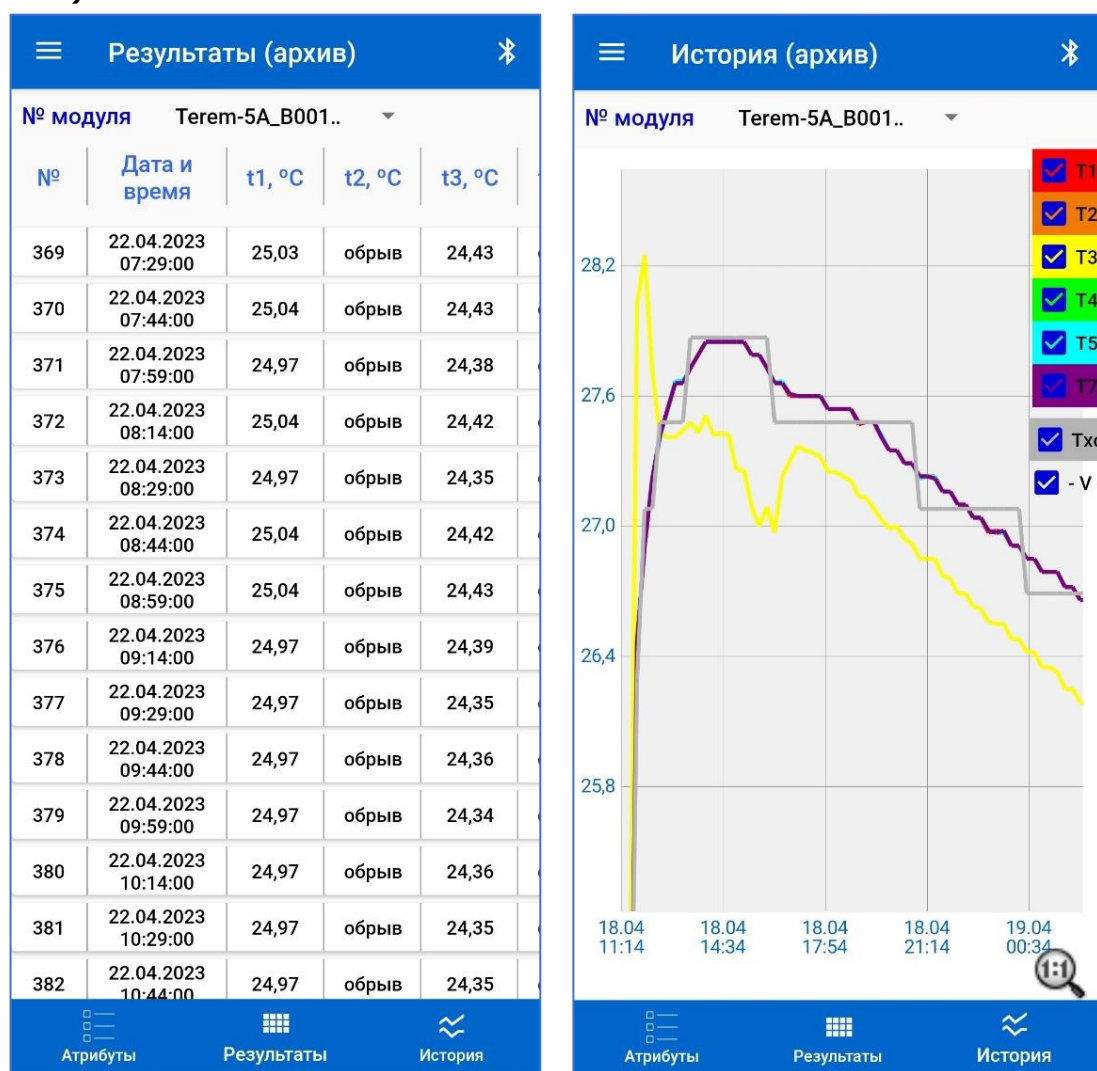 Результаты (архив)
№ модуля Terem-5A_B001..
№ Дата и время t1, ºC t2, ºC t3, ºC
369 22.04.2023 07:29:00 25,03 обрыв 24,43
370 22.04.2023 07:44:00 25,04 обрыв 24,43
371 22.04.2023 07:59:00 24,97 обрыв 24,38
372 22.04.2023 08:14:00 25,04 обрыв 24,42
373 22.04.2023 08:29:00 24,97 обрыв 24,35
374 22.04.2023 08:44:00 25,04 обрыв 24,42
375 22.04.2023 08:59:00 25,04 обрыв 24,43
376 22.04.2023 09:14:00 24,97 обрыв 24,39
377 22.04.2023 09:29:00 24,97 обрыв 24,35
378 22.04.2023 09:44:00 24,97 обрыв 24,36
379 22.04.2023 09:59:00 24,97 обрыв 24,34
380 22.04.2023 10:14:00 24,97 обрыв 24,36
381 22.04.2023 10:29:00 24,97 обрыв 24,35
382 22.04.2023 10:44:00 24,97 обрыв 24,35
Атрибуты Результаты История
История (архив)
№ модуля Terem-5A_B001..
T1
T2
T3
T4
T5
T7
Txo
- V
28,2
27,6
27,0
26,4
25,8
18.04 18.04 18.04 18.04 19.04
11:14 14:34 17:54 21:14 00:34
1:1
Атрибуты Результаты История